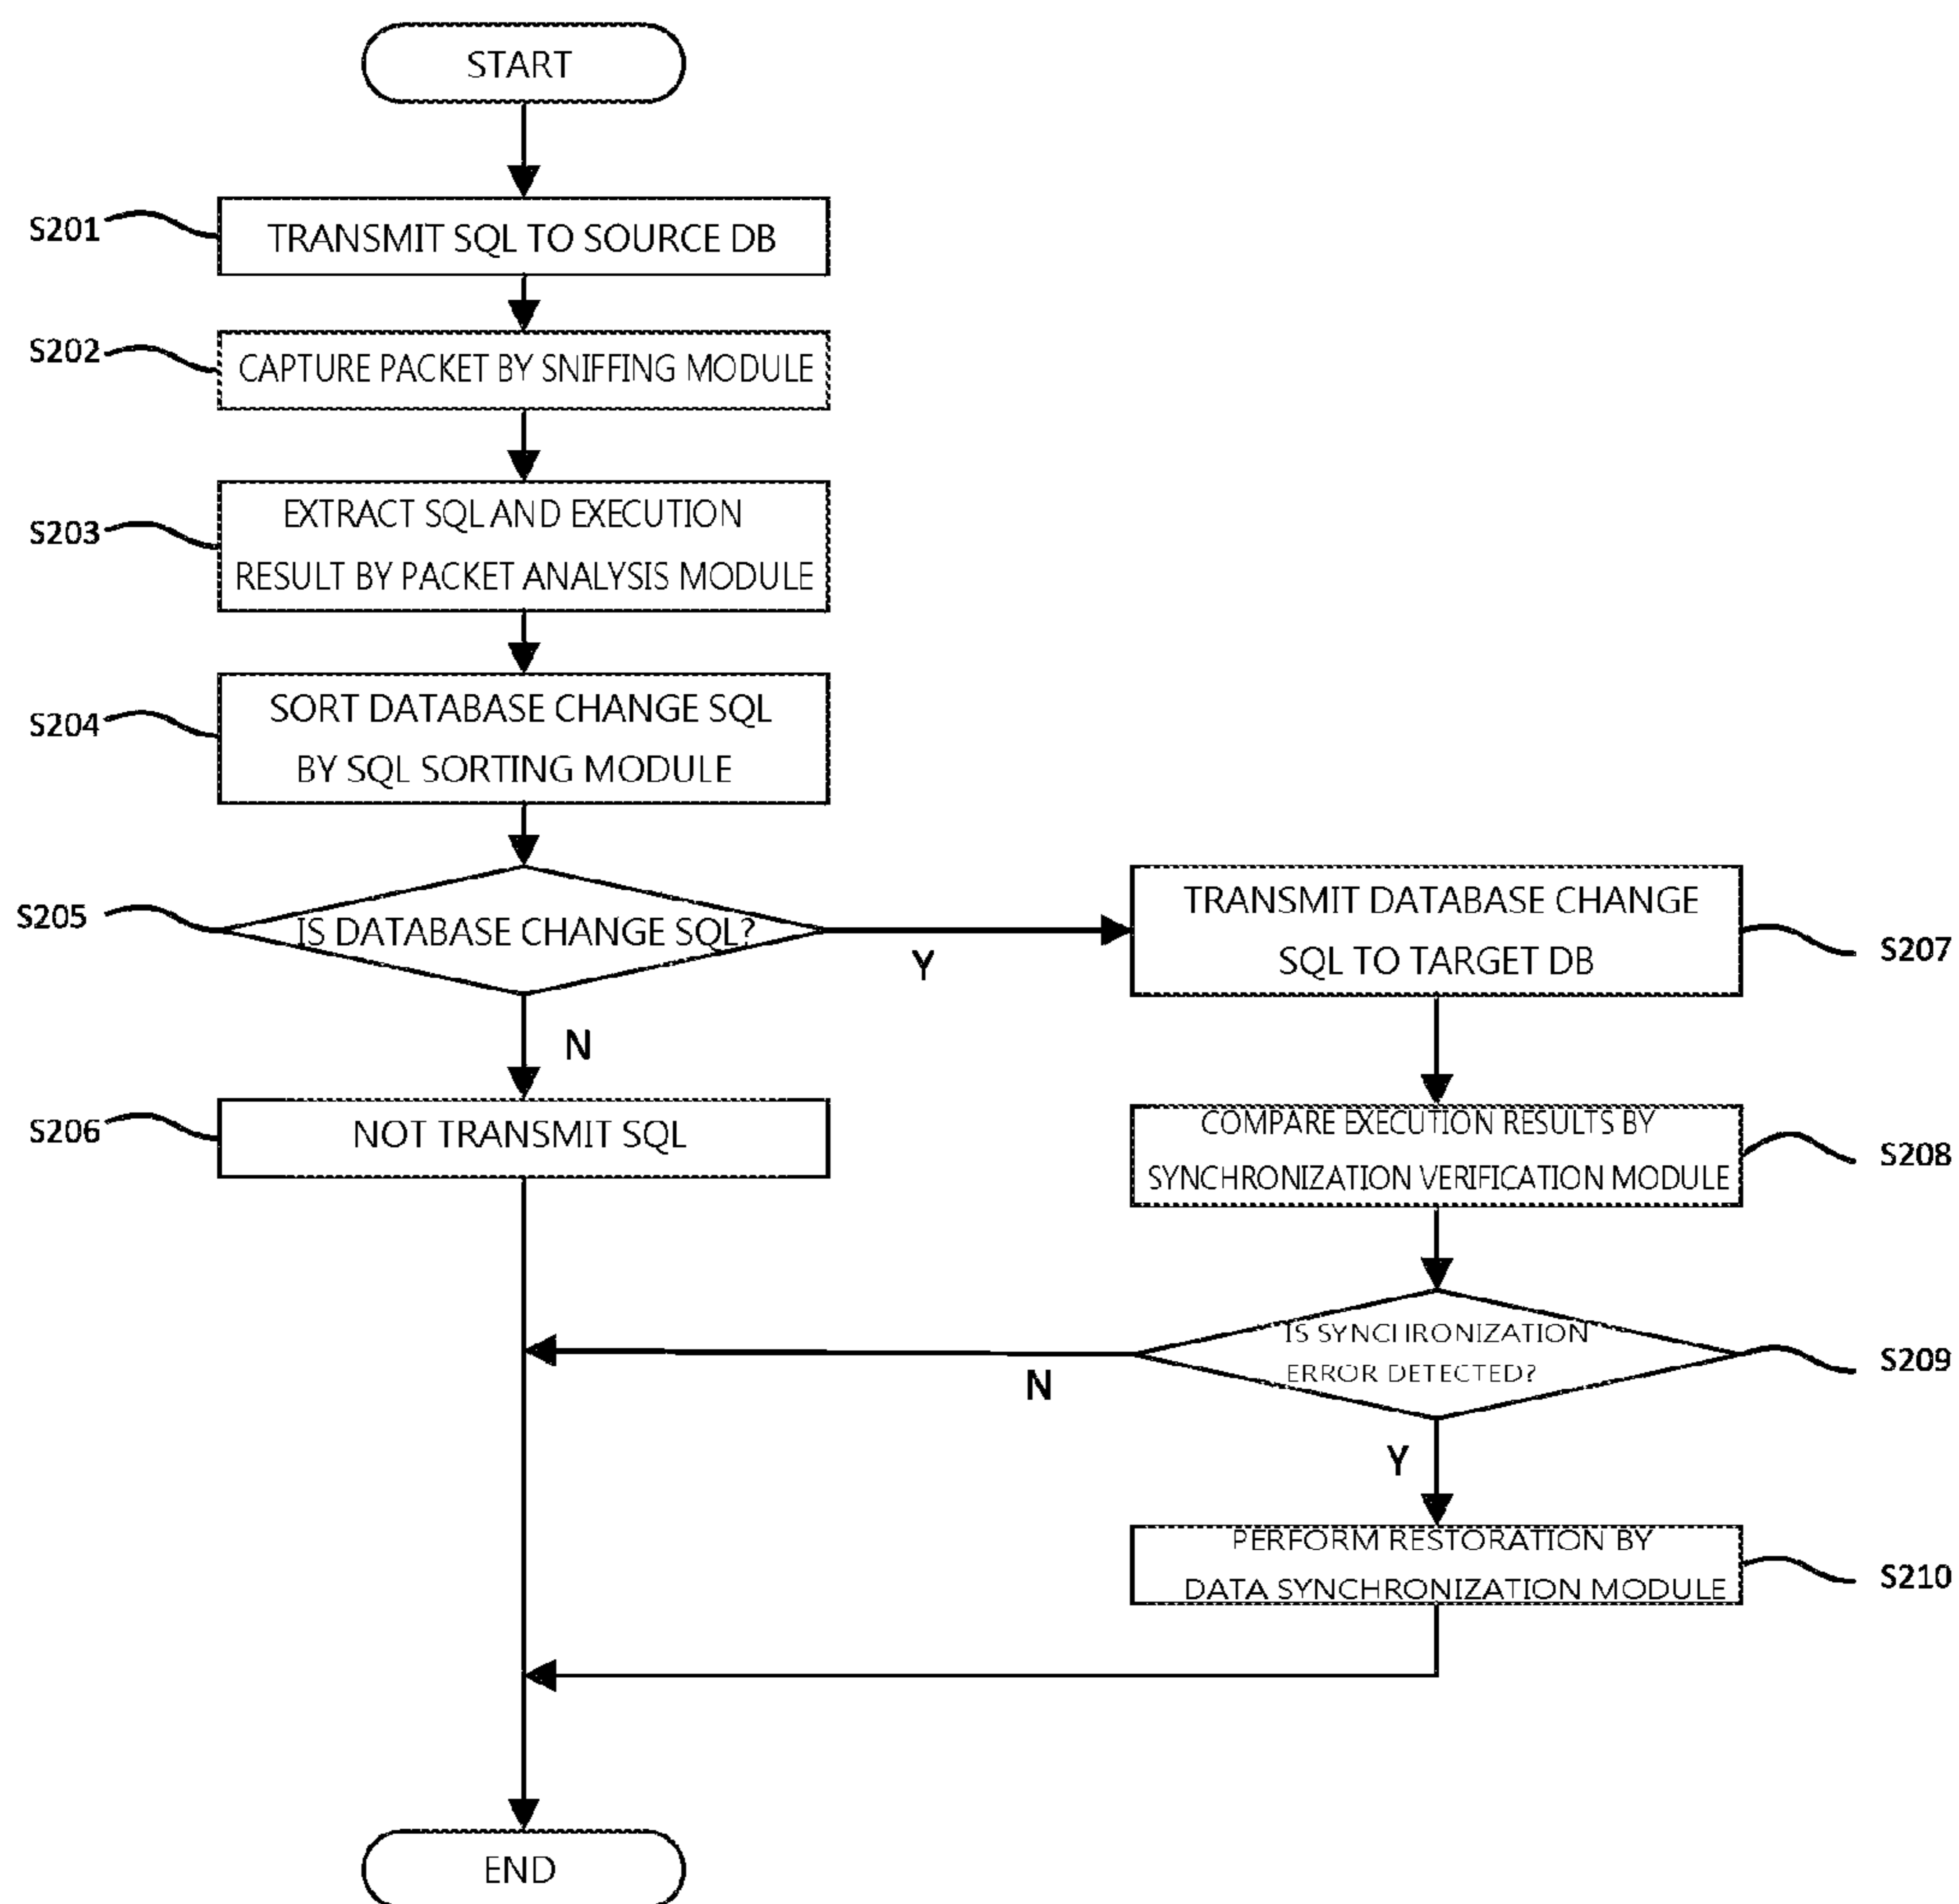 START
S201
TRANSMIT SQL TO SOURCE DB
S202
CAPTURE PACKET BY SNIFFING MODULE
S203
EXTRACT SQL AND EXECUTION
RESULT BY PACKET ANALYSIS MODULE
S204
SORT DATABASE CHANGE SQL
BY SQL SORTING MODULE
S205
IS DATABASE CHANGE SQL?
Y
N
TRANSMIT DATABASE CHANGE
SQL TO TARGET DB
S207
S206
NOT TRANSMIT SQL
COMPARE EXECUTION RESULTS BY
SYNCHRONIZATION VERIFICATION MODULE
S208
IS SYNCHRONIZATION
ERROR DETECTED?
S209
N
Y
PERFORM RESTORATION BY
DATA SYNCHRONIZATION MODULE
S210
END